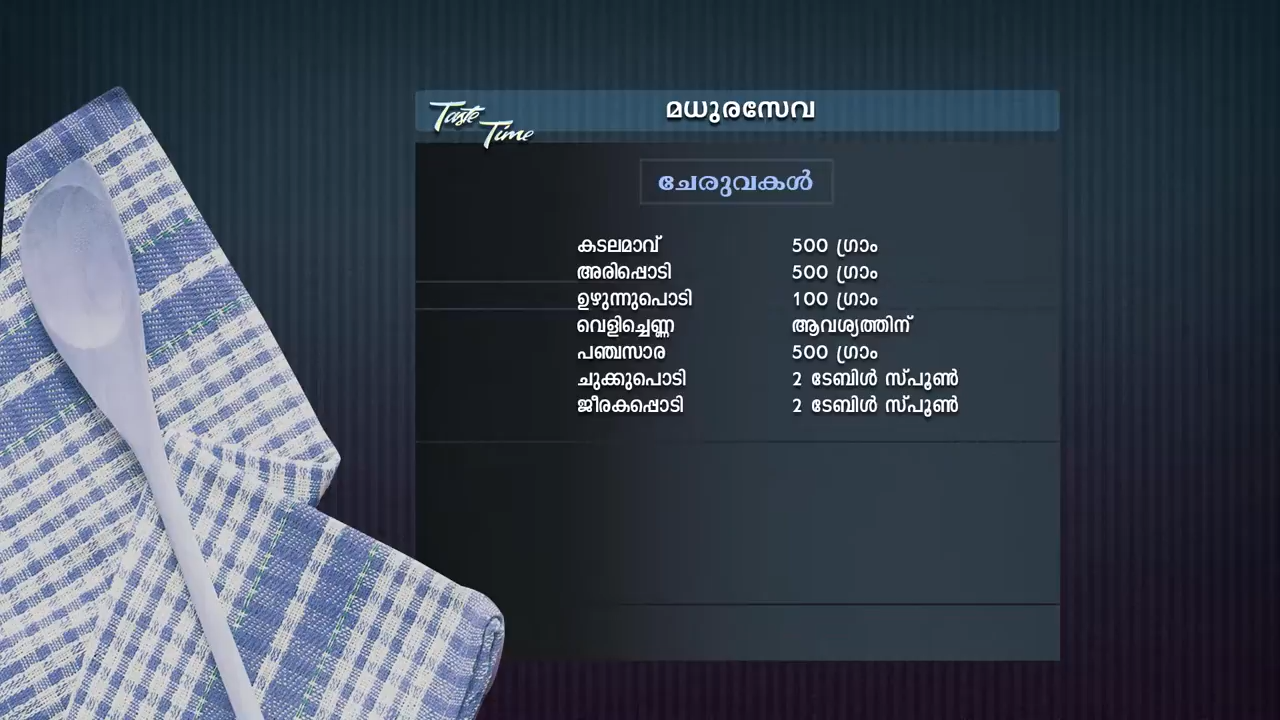 Taste Time
മധുരസേവ
ചേരുവകൾ
കടലമാവ് 500 ഗ്രാം
അരിപ്പൊടി 500 ഗ്രാം
ഉഴുന്നുപൊടി 100 ഗ്രാം
വെളിച്ചെണ്ണ ആവശ്യത്തിന്
പഞ്ചസാര 500 ഗ്രാം
ചുക്കുപൊടി 2 ടേബിൾ സ്പൂൺ
ജീരകപ്പൊടി 2 ടേബിൾ സ്പൂൺ